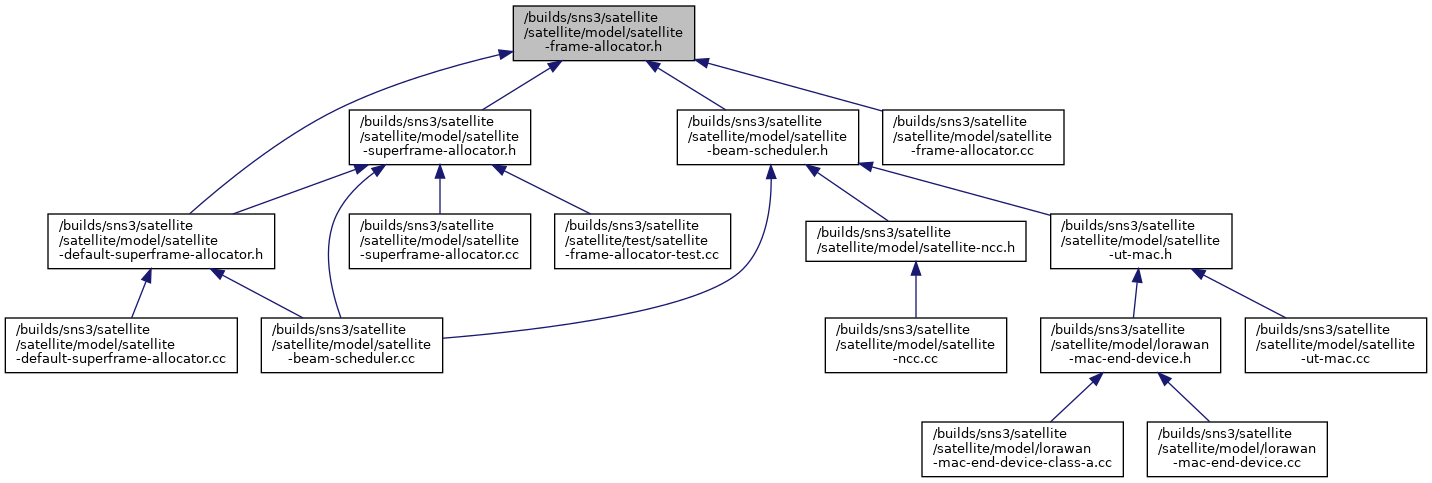 /builds/sns3/satellite
/satellite/model/satellite
-frame-allocator.h
/builds/sns3/satellite
/satellite/model/satellite
-superframe-allocator.h
/builds/sns3/satellite
/satellite/model/satellite
-beam-scheduler.h
/builds/sns3/satellite
/satellite/model/satellite
-frame-allocator.cc
/builds/sns3/satellite
/satellite/model/satellite
-default-superframe-allocator.h
/builds/sns3/satellite
/satellite/model/satellite
-superframe-allocator.cc
/builds/sns3/satellite
/satellite/test/satellite
-frame-allocator-test.cc
/builds/sns3/satellite
/satellite/model/satellite-ncc.h
/builds/sns3/satellite
/satellite/model/satellite
-ut-mac.h
/builds/sns3/satellite
/satellite/model/satellite
-default-superframe-allocator.cc
/builds/sns3/satellite
/satellite/model/satellite
-beam-scheduler.cc
/builds/sns3/satellite
/satellite/model/satellite
-ncc.cc
/builds/sns3/satellite
/satellite/model/lorawan
-mac-end-device.h
/builds/sns3/satellite
/satellite/model/satellite
-ut-mac.cc
/builds/sns3/satellite
/satellite/model/lorawan
-mac-end-device-class-a.cc
/builds/sns3/satellite
/satellite/model/lorawan
-mac-end-device.cc